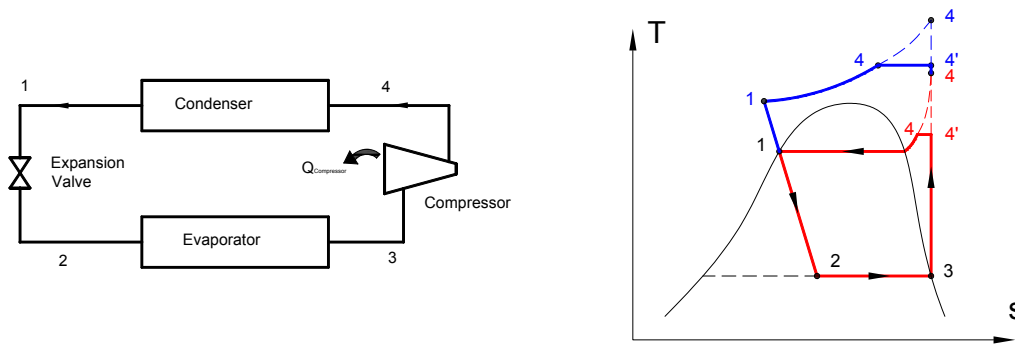 1
Condenser
4
Expansion
Valve
Q Compressor
Compressor
Evaporator
2
3
T
4
4
4'
4
1
4
4'
1
2
3
s